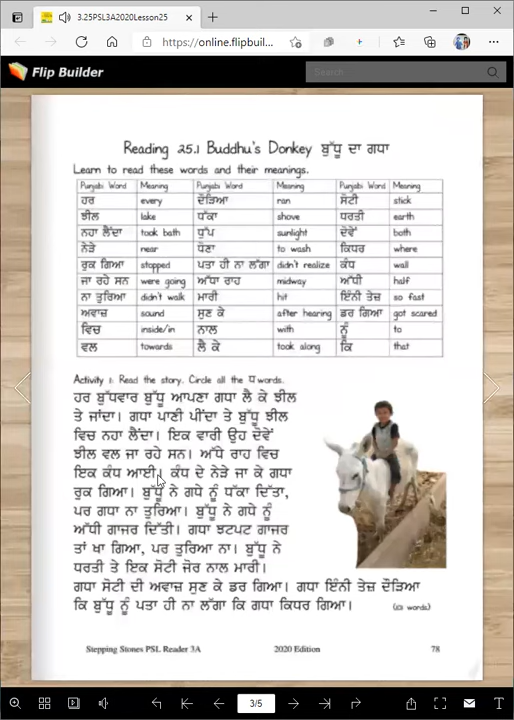 3.25PSL3A2020Lesson25
https://online.flipbuil...
Flip Builder
Search
Reading 25.1 Buddhu's Donkey ਬੁੱਧੂ ਦਾ ਗਧਾ
Learn to read these words and their meanings.
Punjabi Word Meaning Punjabi Word Meaning Punjabi Word Meaning
ਹਰ every ਦੌੜਿਆ ran ਸੋਟੀ stick
ਝੀਲ lake ਧੱਕਾ shove ਧਰਤੀ earth
ਨਹਾ ਲੈਂਦਾ took bath ਧੁੱਪ sunlight ਦੋਵੇਂ both
ਨੇੜੇ near ਧੋਣਾ to wash ਕਿਧਰ where
ਰੁਕ ਗਿਆ stopped ਪਤਾ ਹੀ ਨਾ ਲੱਗਾ didn't realize ਕੰਧ wall
ਜਾ ਰਹੇ ਸਨ were going ਅੱਧਾ ਰਾਹ midway ਅੱਧੀ half
ਨਾ ਤੁਰਿਆ didn't walk ਮਾਰੀ hit ਇੰਨੀ ਤੇਜ਼ so fast
ਅਵਾਜ਼ sound ਸੁਣ ਕੇ after hearing ਡਰ ਗਿਆ got scared
ਵਿਚ inside/in ਨਾਲ with ਨੂੰ to
ਵਲ towards ਲੈ ਕੇ took along ਕਿ that
Activity 1: Read the story. Circle all the ਧ words.
ਹਰ ਬੁੱਧਵਾਰ ਬੁੱਧੂ ਆਪਣਾ ਗਧਾ ਲੈ ਕੇ ਝੀਲ
ਤੇ ਜਾਂਦਾ। ਗਧਾ ਪਾਣੀ ਪੀਂਦਾ ਤੇ ਬੁੱਧੂ ਝੀਲ
ਵਿਚ ਨਹਾ ਲੈਂਦਾ। ਇਕ ਵਾਰੀ ਉਹ ਦੋਵੇਂ
ਝੀਲ ਵਲ ਜਾ ਰਹੇ ਸਨ। ਅੱਧੇ ਰਾਹ ਵਿਚ
ਇਕ ਕੰਧ ਆਈ। ਕੰਧ ਦੇ ਨੇੜੇ ਜਾ ਕੇ ਗਧਾ
ਰੁਕ ਗਿਆ। ਬੁੱਧੂ ਨੇ ਗਧੇ ਨੂੰ ਧੱਕਾ ਦਿੱਤਾ,
ਪਰ ਗਧਾ ਨਾ ਤੁਰਿਆ। ਬੁੱਧੂ ਨੇ ਗਧੇ ਨੂੰ
ਅੱਧੀ ਗਾਜਰ ਦਿੱਤੀ। ਗਧਾ ਝਟਪਟ ਗਾਜਰ
ਤਾਂ ਖਾ ਗਿਆ, ਪਰ ਤੁਰਿਆ ਨਾ। ਬੁੱਧੂ ਨੇ
ਧਰਤੀ ਤੇ ਇਕ ਸੋਟੀ ਜੋਰ ਨਾਲ ਮਾਰੀ।
ਗਧਾ ਸੋਟੀ ਦੀ ਅਵਾਜ਼ ਸੁਣ ਕੇ ਡਰ ਗਿਆ। ਗਧਾ ਇੰਨੀ ਤੇਜ਼ ਦੌੜਿਆ
ਕਿ ਬੁੱਧੂ ਨੂੰ ਪਤਾ ਹੀ ਨਾ ਲੱਗਾ ਕਿ ਗਧਾ ਕਿਧਰ ਗਿਆ।
words)
Stepping Stones PSL Reader 3A 2020 Edition 78
3/5